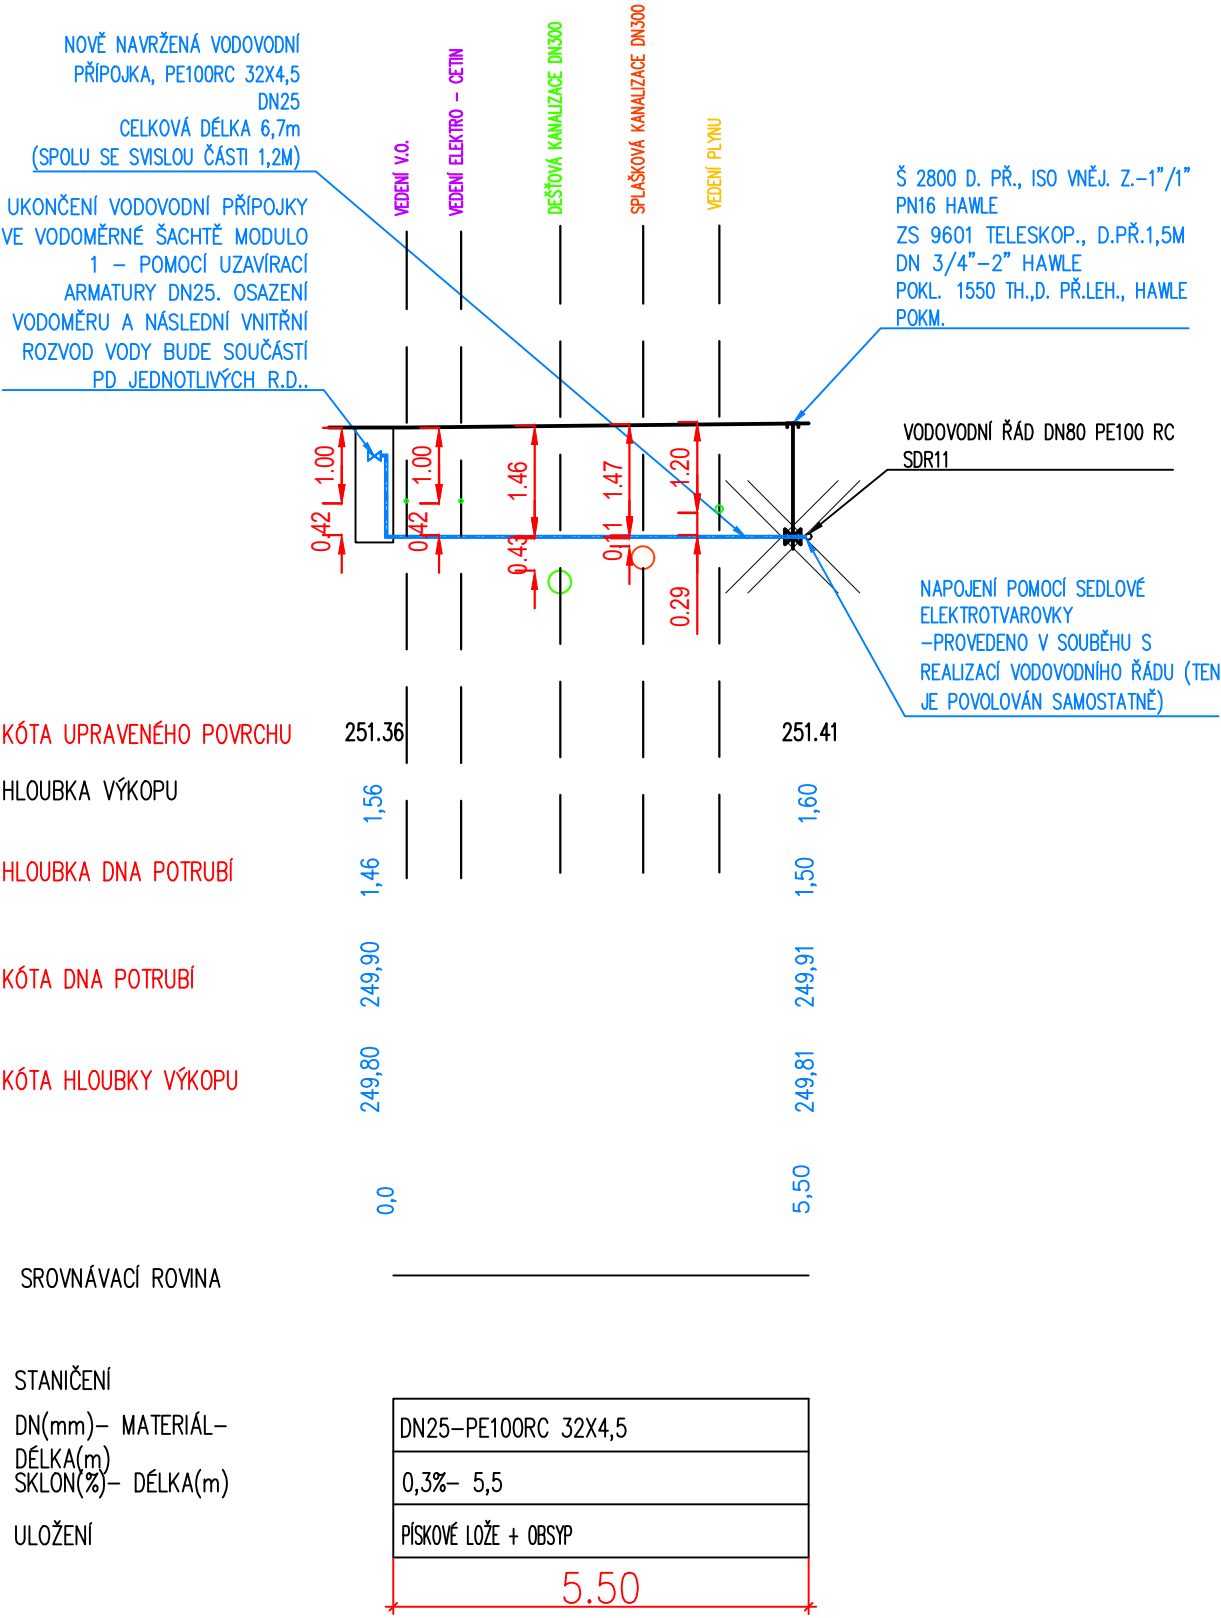 NOVĚ NAVRŽENÁ VODOVODNÍ
PŘÍPOJKA, PE100RC 32X4,5
DN25
CELKOVÁ DÉLKA 6,7m
(SPOLU SE SVISLOU ČÁSTI 1,2M)
UKONČENÍ VODOVODNÍ PŘÍPOJKY
VE VODOMĚRNÉ ŠACHTĚ MODULO
1 – POMOCÍ UZAVÍRACÍ
ARMATURY DN25. OSAZENÍ
VODOMĚRU A NÁSLEDNÍ VNITŘNÍ
ROZVOD VODY BUDE SOUČÁSTÍ
PD JEDNOTLIVÝCH R.D..
VEDENÍ V.O.
VEDENÍ ELEKTRO - CETIN
DEŠŤOVÁ KANALIZACE DN300
SPLAŠKOVÁ KANALIZACE DN300
VEDENÍ PLYNU
Š 2800 D. PŘ., ISO VNĚJ. Z.–1"/1"
PN16 HAWLE
ZS 9601 TELESKOP., D.PŘ.1,5M
DN 3/4"–2" HAWLE
POKL. 1550 TH.,D. PŘ.LEH., HAWLE
POKM.
VODOVODNÍ ŘÁD DN80 PE100 RC
SDR11
1.00
0.42
1.00
0.42
1.46
0.43
1.47
0.11
1.20
0.29
NAPOJENÍ POMOCÍ SEDLOVÉ
ELEKTROTVAROVKY
–PROVEDENO V SOUBĚHU S
REALIZACÍ VODOVODNÍHO ŘÁDU (TEN
JE POVOLOVÁN SAMOSTATNĚ)
KÓTA UPRAVENÉHO POVRCHU 251.36 251.41
HLOUBKA VÝKOPU 1,56 1,60
HLOUBKA DNA POTRUBÍ 1,46 1,50
KÓTA DNA POTRUBÍ 249,90 249,91
KÓTA HLOUBKY VÝKOPU 249,80 249,81
0,0 5,50
SROVNÁVACÍ ROVINA
STANIČENÍ
DN(mm)– MATERIÁL–
DÉLKA(m)
DN25–PE100RC 32X4,5
SKLON(%)– DÉLKA(m) 0,3%– 5,5
ULOŽENÍ PÍSKOVÉ LOŽE + OBSYP
5.50